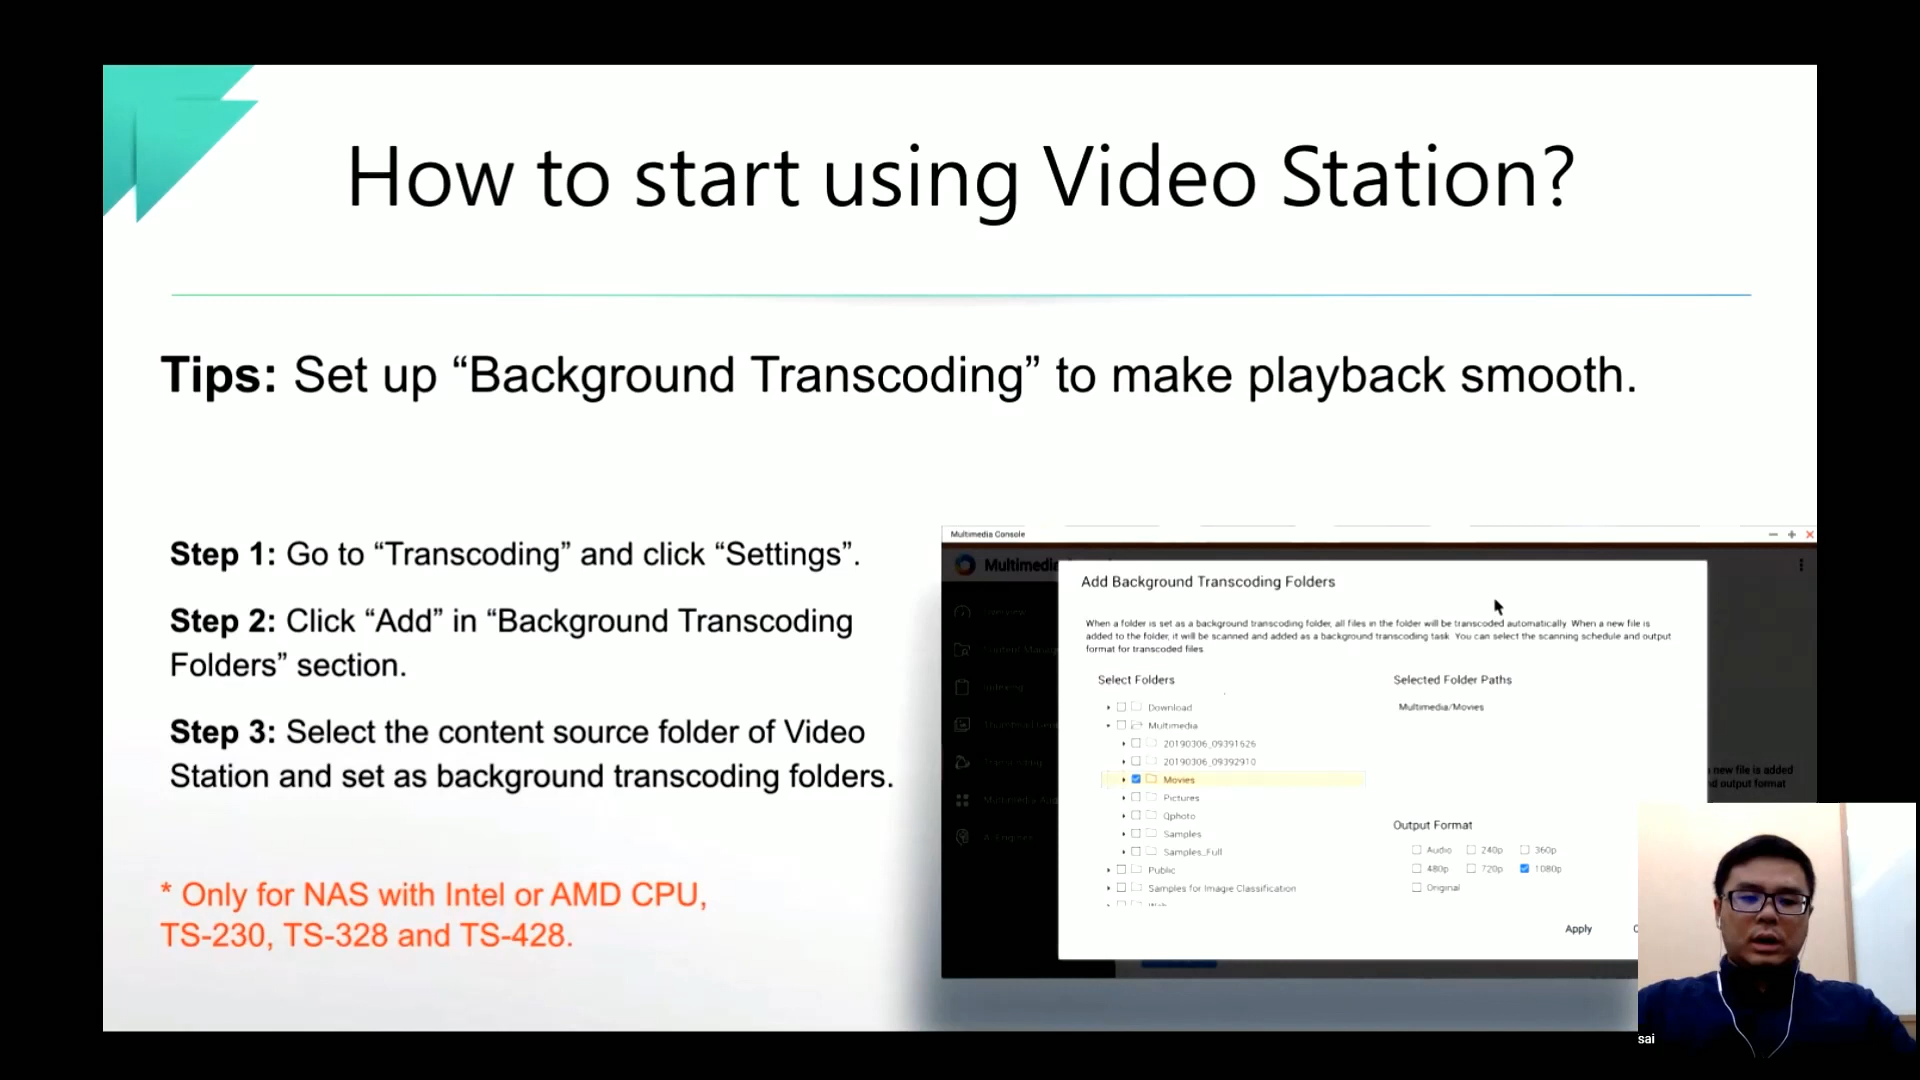 How to start using Video Station?
Tips: Set up “Background Transcoding” to make playback smooth.
Step 1: Go to “Transcoding” and click “Settings”.
Step 2: Click “Add” in “Background Transcoding
Folders” section.
Step 3: Select the content source folder of Video
Station and set as background transcoding folders.
* Only for NAS with Intel or AMD CPU,
TS-230, TS-328 and TS-428.
Multimedia Console
Add Background Transcoding Folders
When a folder is set as a background transcoding folder, all files in the folder will be transcoded automatically. When a new file is
added to the folder, it will be scanned and added as a background transcoding task. You can select the scanning schedule and output
format for transcoded files
Select Folders
Download
Multimedia
20190306_09391626
20190306_09392910
Movies
Pictures
Qphoto
Samples
Samples_Full
Public
Samples for Image Classification
Selected Folder Paths
Multimedia/Movies
Output Format
Audio 240p 360p
480p 720p 1080p
Original
Apply
new file is added
output format
sai